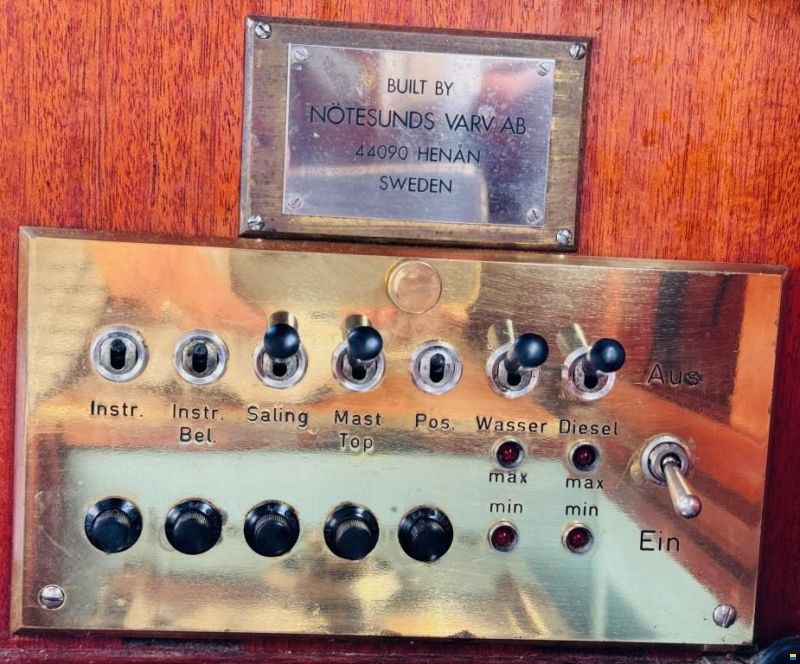 BUILT BY
NÖTESUNDS VARV AB
44090 HENÅN
SWEDEN
Aus
Instr. Instr. Bel. Saling Mast Top Pos. Wasser Diesel
max max
min min
Ein